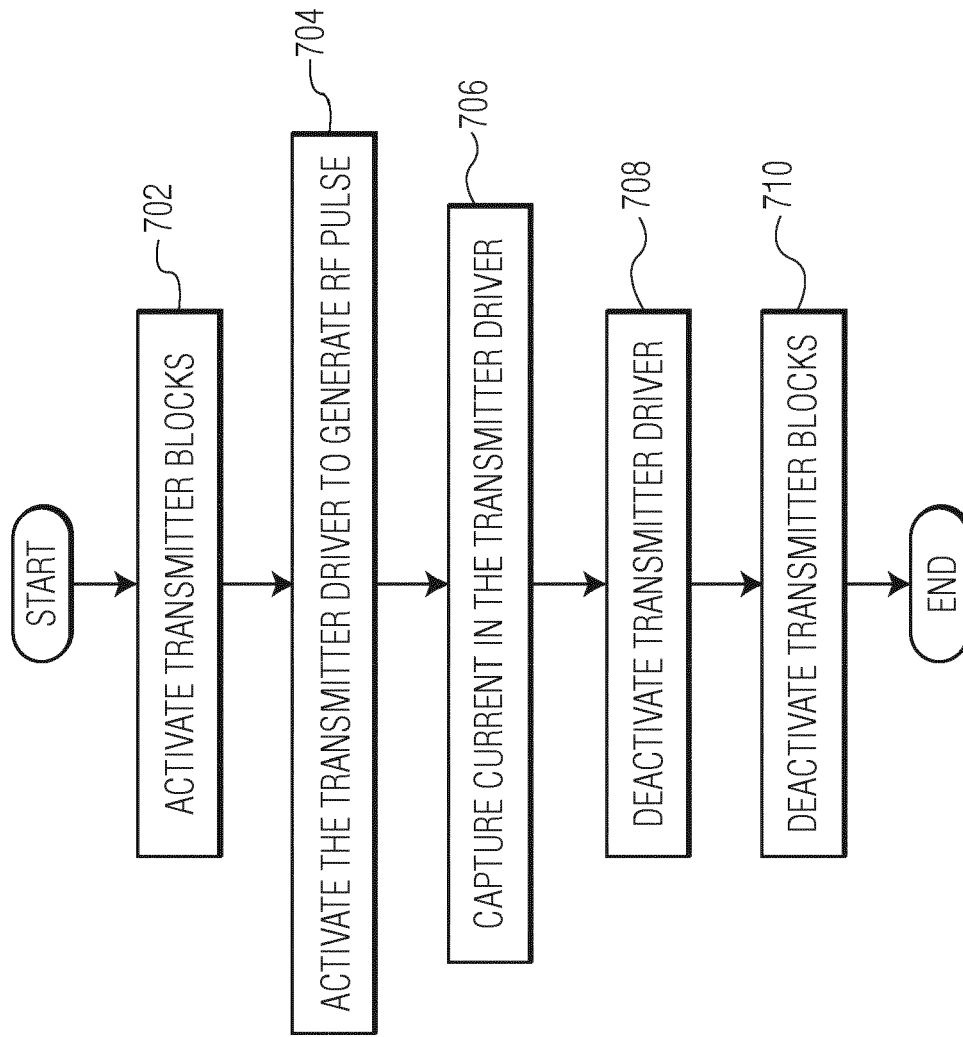 START
ACTIVATE TRANSMITTER BLOCKS
702
ACTIVATE THE TRANSMITTER DRIVER TO GENERATE RF PULSE
704
CAPTURE CURRENT IN THE TRANSMITTER DRIVER
706
DEACTIVATE TRANSMITTER DRIVER
708
DEACTIVATE TRANSMITTER BLOCKS
710
END